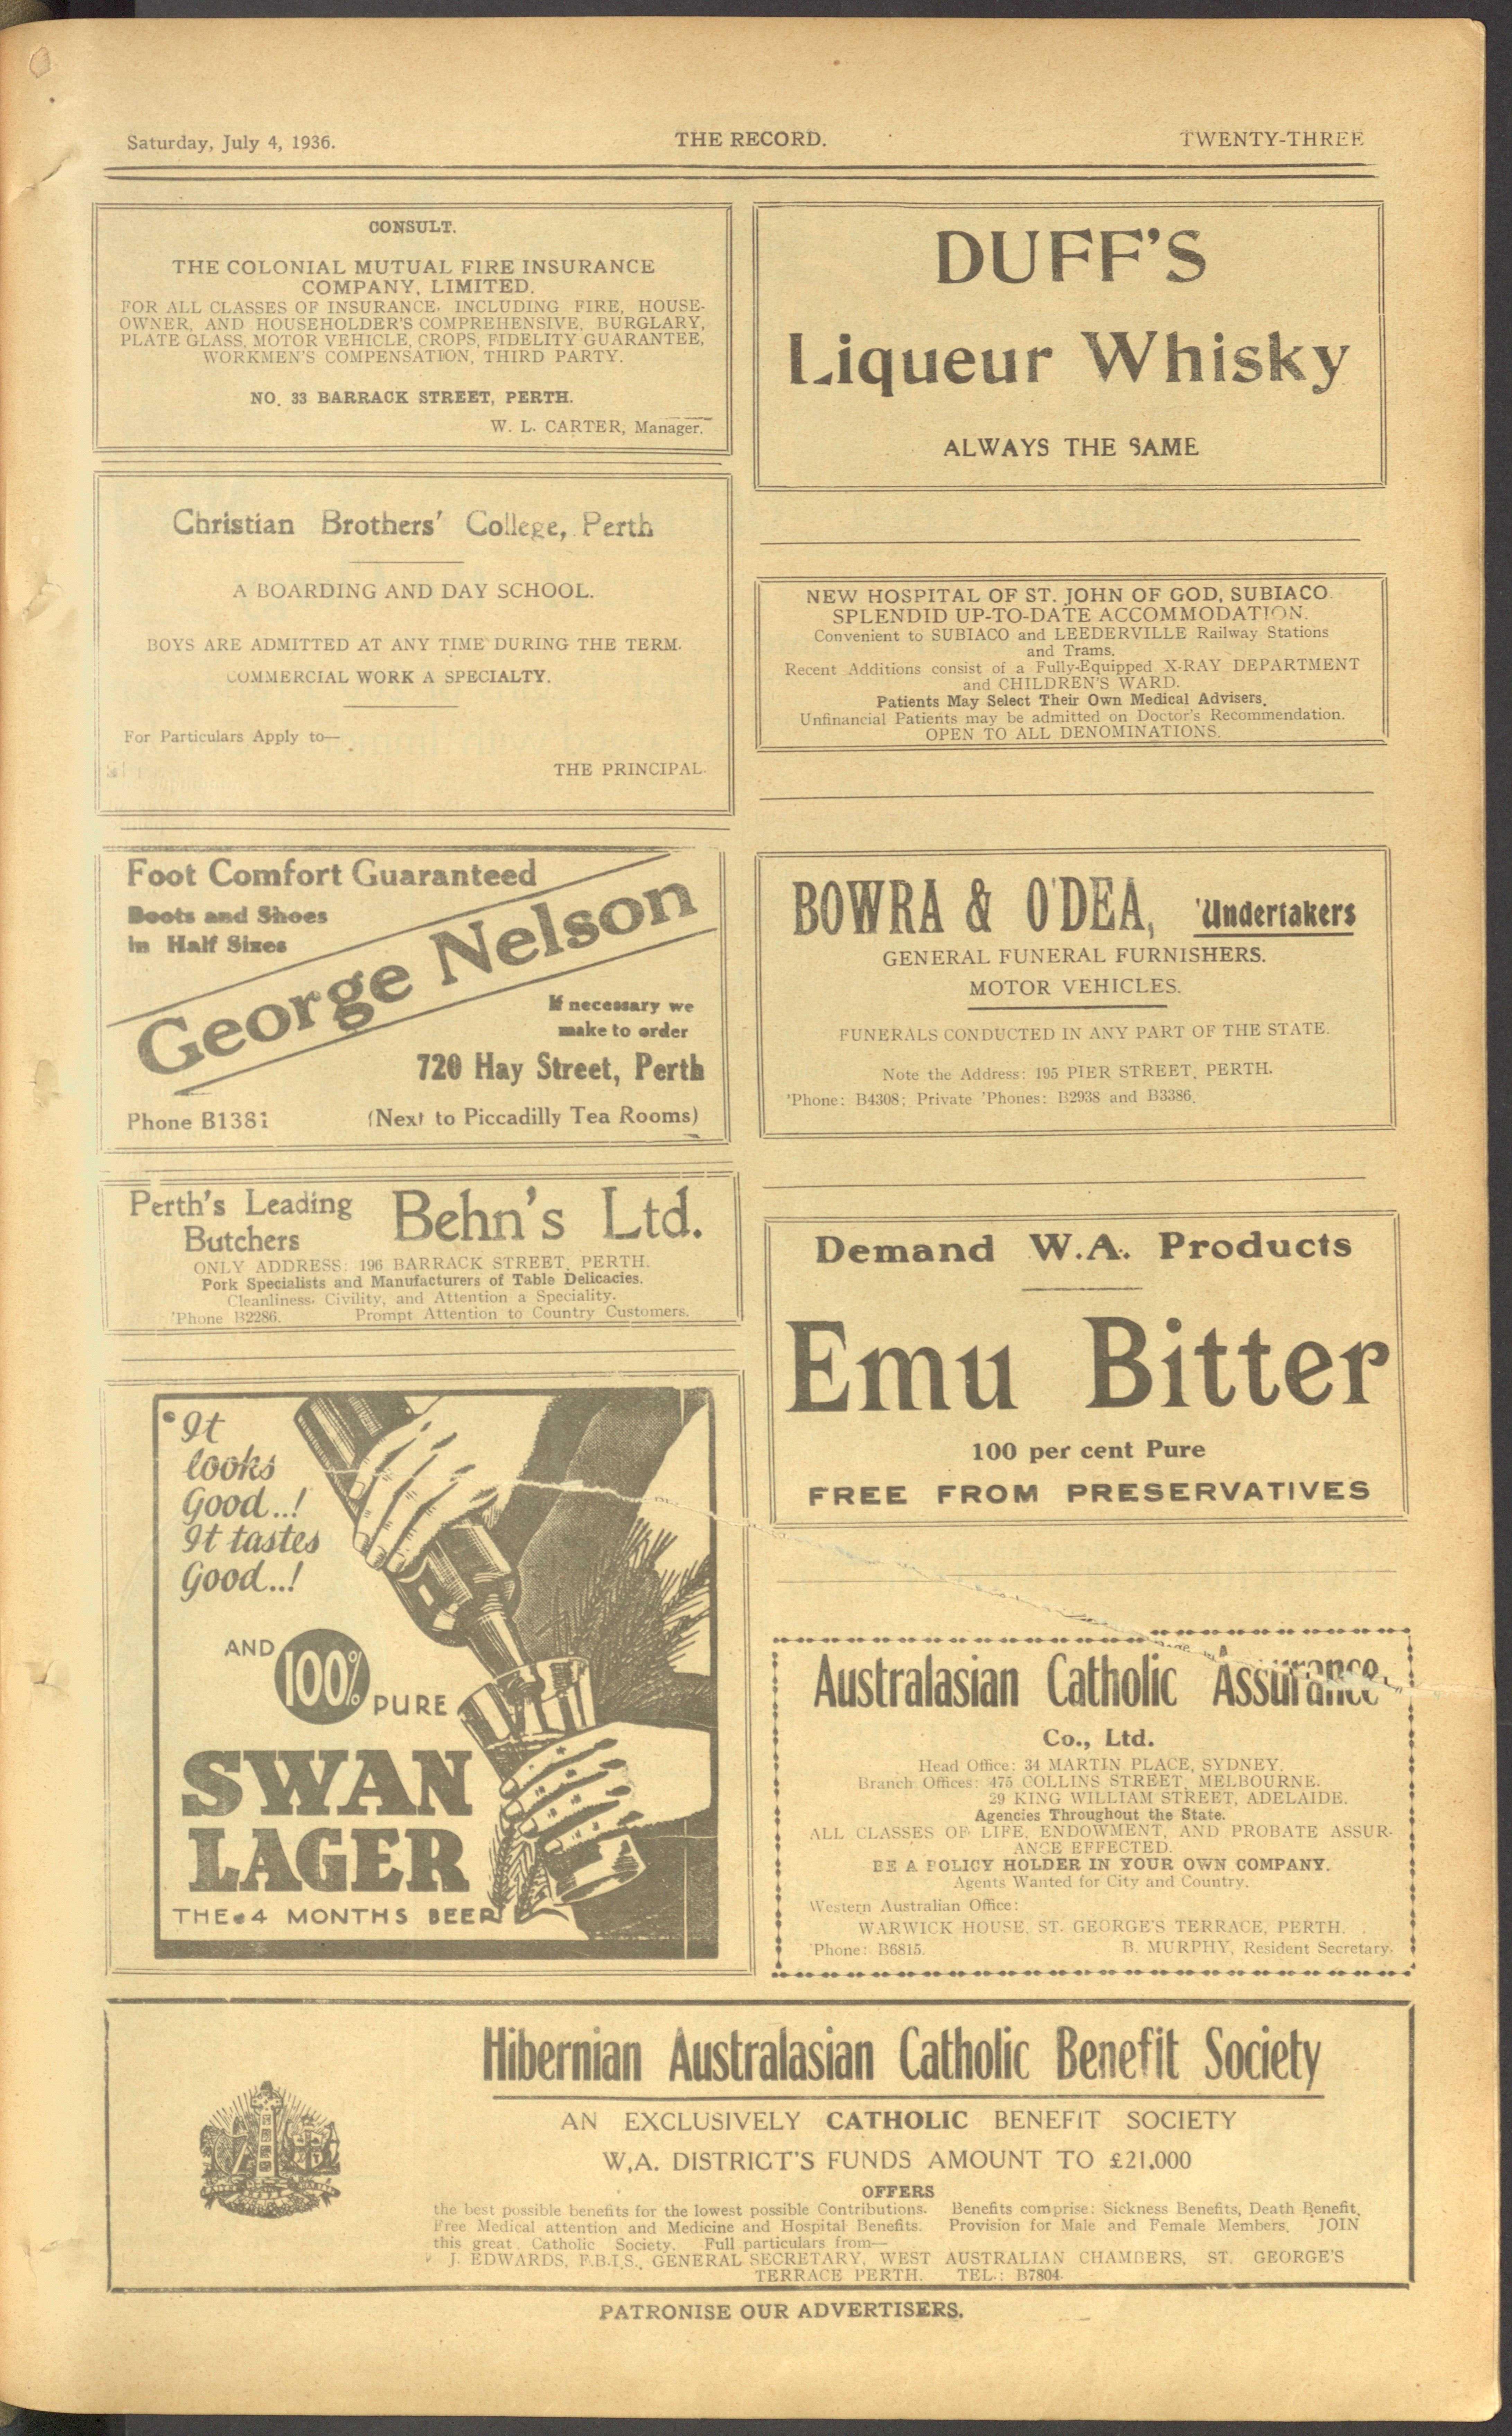 Saturday, July 4, 1936.
THE RECORD.
TWENTY-THREE
CONSULT.
THE COLONIAL MUTUAL FIRE INSURANCE
COMPANY, LIMITED.
FOR ALL CLASSES OF INSURANCE, INCLUDING FIRE, HOUSE-
OWNER, AND HOUSEHOLDER'S COMPREHENSIVE, BURGLARY,
PLATE GLASS, MOTOR VEHICLE, CROPS, FIDELITY GUARANTEE,
WORKMEN'S COMPENSATION, THIRD PARTY.
NO. 33 BARRACK STREET, PERTH.
W. L. CARTER, Manager.
Christian Brothers' College, Perth
A BOARDING AND DAY SCHOOL.
BOYS ARE ADMITTED AT ANY TIME DURING THE TERM.
COMMERCIAL WORK A SPECIALTY.
For Particulars Apply to—
THE PRINCIPAL.
Foot Comfort Guaranteed
Boots and Shoes
in Half Sizes
George Nelson
If necessary we
make to order
720 Hay Street, Perth
Phone B1381
(Next to Piccadilly Tea Rooms)
Perth's Leading
Butchers
Behn's Ltd.
ONLY ADDRESS: 196 BARRACK STREET, PERTH.
Pork Specialists and Manufacturers of Table Delicacies.
Cleanliness, Civility, and Attention a Speciality.
'Phone B2286. Prompt Attention to Country Customers.
It
looks
Good..!
It tastes
Good..!
AND
100%
PURE
SWAN
LAGER
THE 4 MONTHS BEER
DUFF'S
Liqueur Whisky
ALWAYS THE SAME
NEW HOSPITAL OF ST. JOHN OF GOD, SUBIACO.
SPLENDID UP-TO-DATE ACCOMMODATION.
Convenient to SUBIACO and LEEDERVILLE Railway Stations
and Trams.
Recent Additions consist of a Fully-Equipped X-RAY DEPARTMENT
and CHILDREN'S WARD.
Patients May Select Their Own Medical Advisers.
Unfinancial Patients may be admitted on Doctor's Recommendation.
OPEN TO ALL DENOMINATIONS.
BOWRA & O'DEA, Undertakers
GENERAL FUNERAL FURNISHERS.
MOTOR VEHICLES.
FUNERALS CONDUCTED IN ANY PART OF THE STATE.
Note the Address: 195 PIER STREET, PERTH.
'Phone: B4308; Private 'Phones: B2938 and B3386.
Demand W.A. Products
Emu Bitter
100 per cent Pure
FREE FROM PRESERVATIVES
Australasian Catholic Assurance
Co., Ltd.
Head Office: 34 MARTIN PLACE, SYDNEY.
Branch Offices: 475 COLLINS STREET, MELBOURNE.
29 KING WILLIAM STREET, ADELAIDE.
Agencies Throughout the State.
ALL CLASSES OF LIFE, ENDOWMENT, AND PROBATE ASSUR-
ANCE EFFECTED.
BE A POLICY HOLDER IN YOUR OWN COMPANY.
Agents Wanted for City and Country.
Western Australian Office:
WARWICK HOUSE, ST. GEORGE'S TERRACE, PERTH.
Phone: B6815. B. MURPHY, Resident Secretary.
Hibernian Australasian Catholic Benefit Society
AN EXCLUSIVELY CATHOLIC BENEFIT SOCIETY
W.A. DISTRICT'S FUNDS AMOUNT TO £21,000
OFFERS
the best possible benefits for the lowest possible Contributions. Benefits comprise: Sickness Benefits, Death Benefit,
Free Medical attention and Medicine and Hospital Benefits. Provision for Male and Female Members. JOIN
this great Catholic Society. Full particulars from—
J. EDWARDS, F.B.I.S., GENERAL SECRETARY, WEST AUSTRALIAN CHAMBERS, ST. GEORGE'S
TERRACE PERTH. TEL.: B7804.
PATRONISE OUR ADVERTISERS.